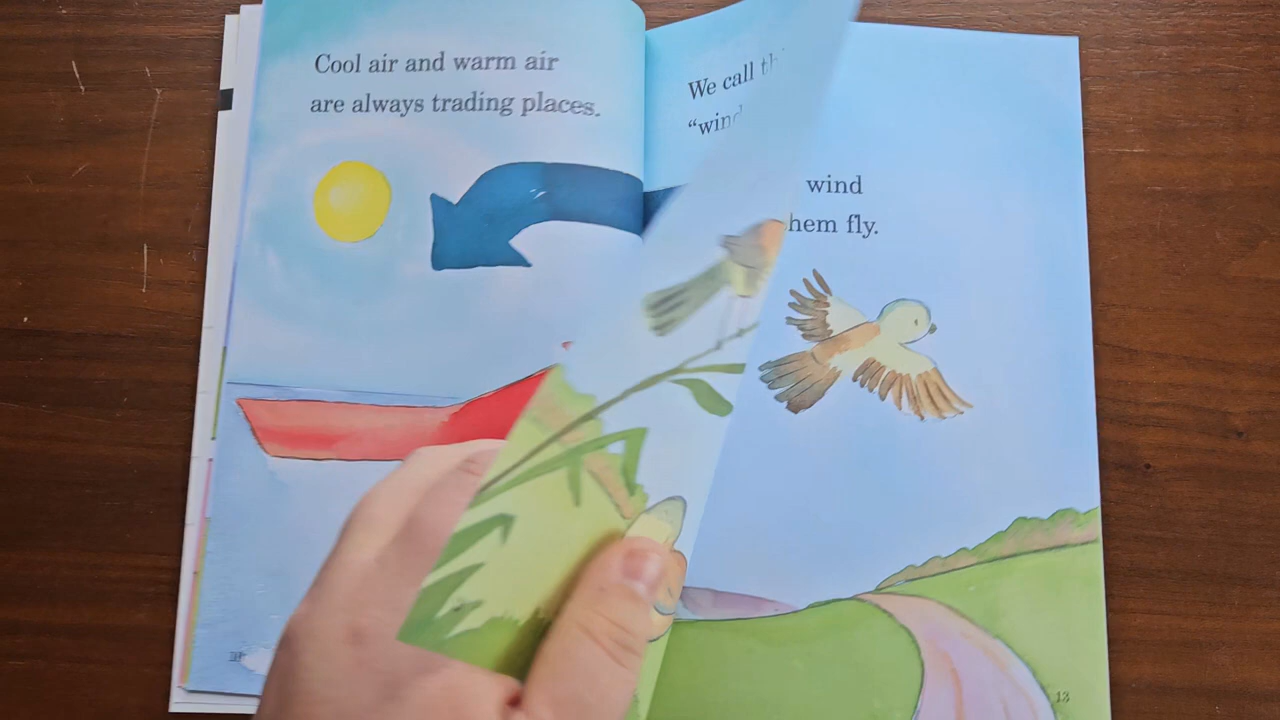 Cool air and warm air
are always trading places.
We call
wind
hem fly.
13